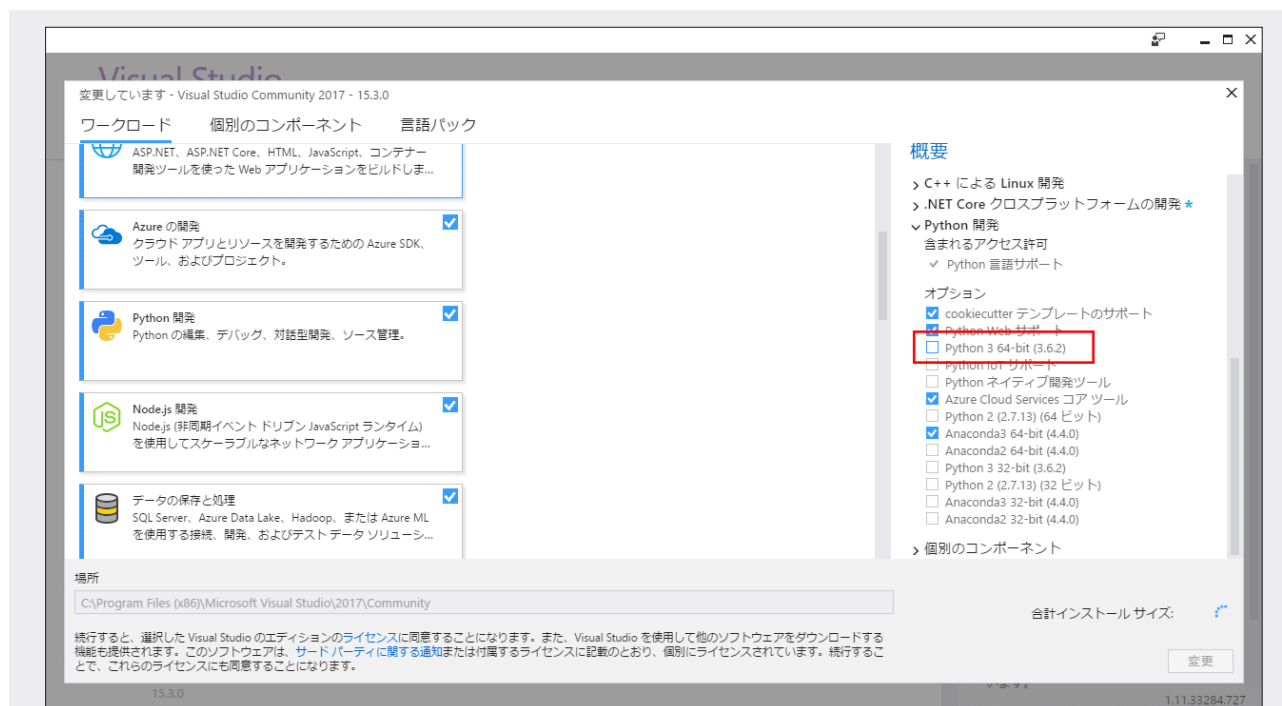 Visual Studio
変更しています - Visual Studio Community 2017 - 15.3.0
ワークロード 個別のコンポーネント 言語パック
ASP.NET、ASP.NET Core、HTML、JavaScript、コンテナー
開発ツールを使った Web アプリケーションをビルドしま...
Azure の開発
クラウド アプリとリソースを開発するための Azure SDK、
ツール、およびプロジェクト。
Python 開発
Python の編集、デバッグ、対話型開発、ソース管理。
Node.js 開発
Node.js (非同期イベント ドリブン JavaScript ランタイム)
を使用してスケーラブルなネットワーク アプリケーショ...
データの保存と処理
SQL Server、Azure Data Lake、Hadoop、または Azure ML
を使用する接続、開発、およびテスト データ ソリューシ...
概要
C++ による Linux 開発
.NET Core クロスプラットフォームの開発 *
Python 開発
含まれるアクセス許可
Python 言語サポート
オプション
cookiecutter テンプレートのサポート
Python Web サポート
Python 3 64-bit (3.6.2)
Python IoT サポート
Python ネイティブ開発ツール
Azure Cloud Services コア ツール
Python 2 (2.7.13) (64 ビット)
Anaconda3 64-bit (4.4.0)
Anaconda2 64-bit (4.4.0)
Python 3 32-bit (3.6.2)
Python 2 (2.7.13) (32 ビット)
Anaconda3 32-bit (4.4.0)
Anaconda2 32-bit (4.4.0)
個別のコンポーネント
場所
C:\Program Files (x86)\Microsoft Visual Studio\2017\Community
合計インストール サイズ:
続行すると、選択した Visual Studio のエディションのライセンスに同意することになります。また、Visual Studio を使用して他のソフトウェアをダウンロードする
機能も提供されます。このソフトウェアは、サード パーティに関する通知または付属するライセンスに記載のとおり、個別にライセンスされています。続行するこ
とで、これらのライセンスにも同意することになります。
変更
15.3.0
います。
1.11.33284.727